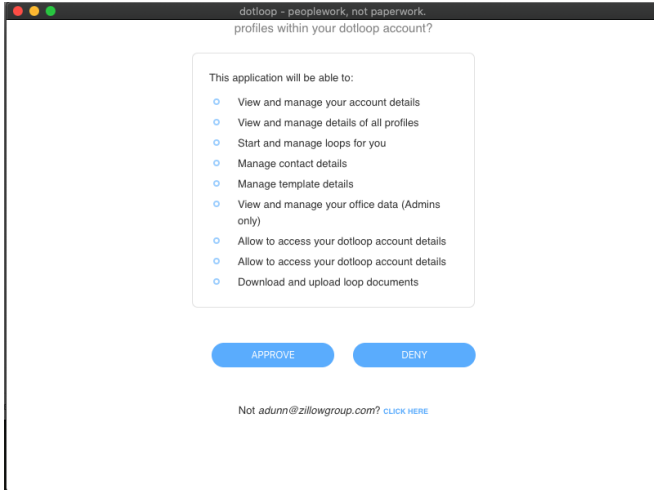 dotloop - peoplework, not paperwork.
profiles within your dotloop account?
This application will be able to:
View and manage your account details
View and manage details of all profiles
Start and manage loops for you
Manage contact details
Manage template details
View and manage your office data (Admins
only)
Allow to access your dotloop account details
Allow to access your dotloop account details
Download and upload loop documents
APPROVE DENY
Not adunn@zillowgroup.com? CLICK HERE